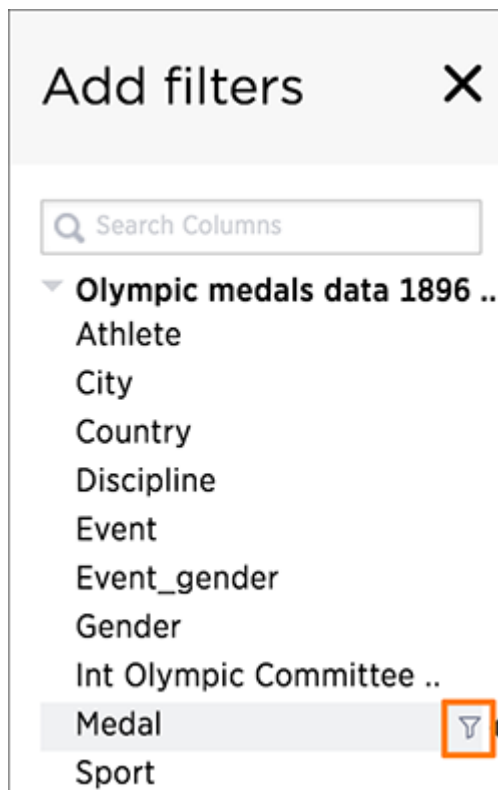 Add filters
Search Columns
Olympic medals data 1896 ..
Athlete
City
Country
Discipline
Event
Event_gender
Gender
Int Olympic Committee ..
Medal
Sport